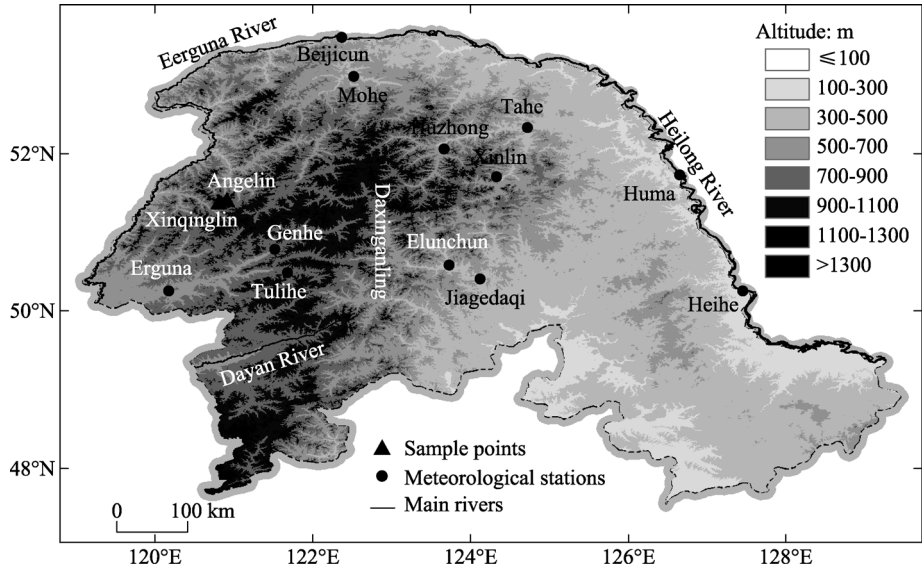 Eerguna River
Beijicun
Mohe
Tahe
Huzhong
Xinlin
Heilong River
Huma
Angelin
Xinqinglin
Daxinganling
Genhe
Elunchun
Erguna
Tulihe
Jiagedaqi
Heihe
Dayan River
Altitude: m
≤100
100-300
300-500
500-700
700-900
900-1100
1100-1300
>1300
Sample points
Meteorological stations
Main rivers
0 100 km
52°N
50°N
48°N
120°E 122°E 124°E 126°E 128°E